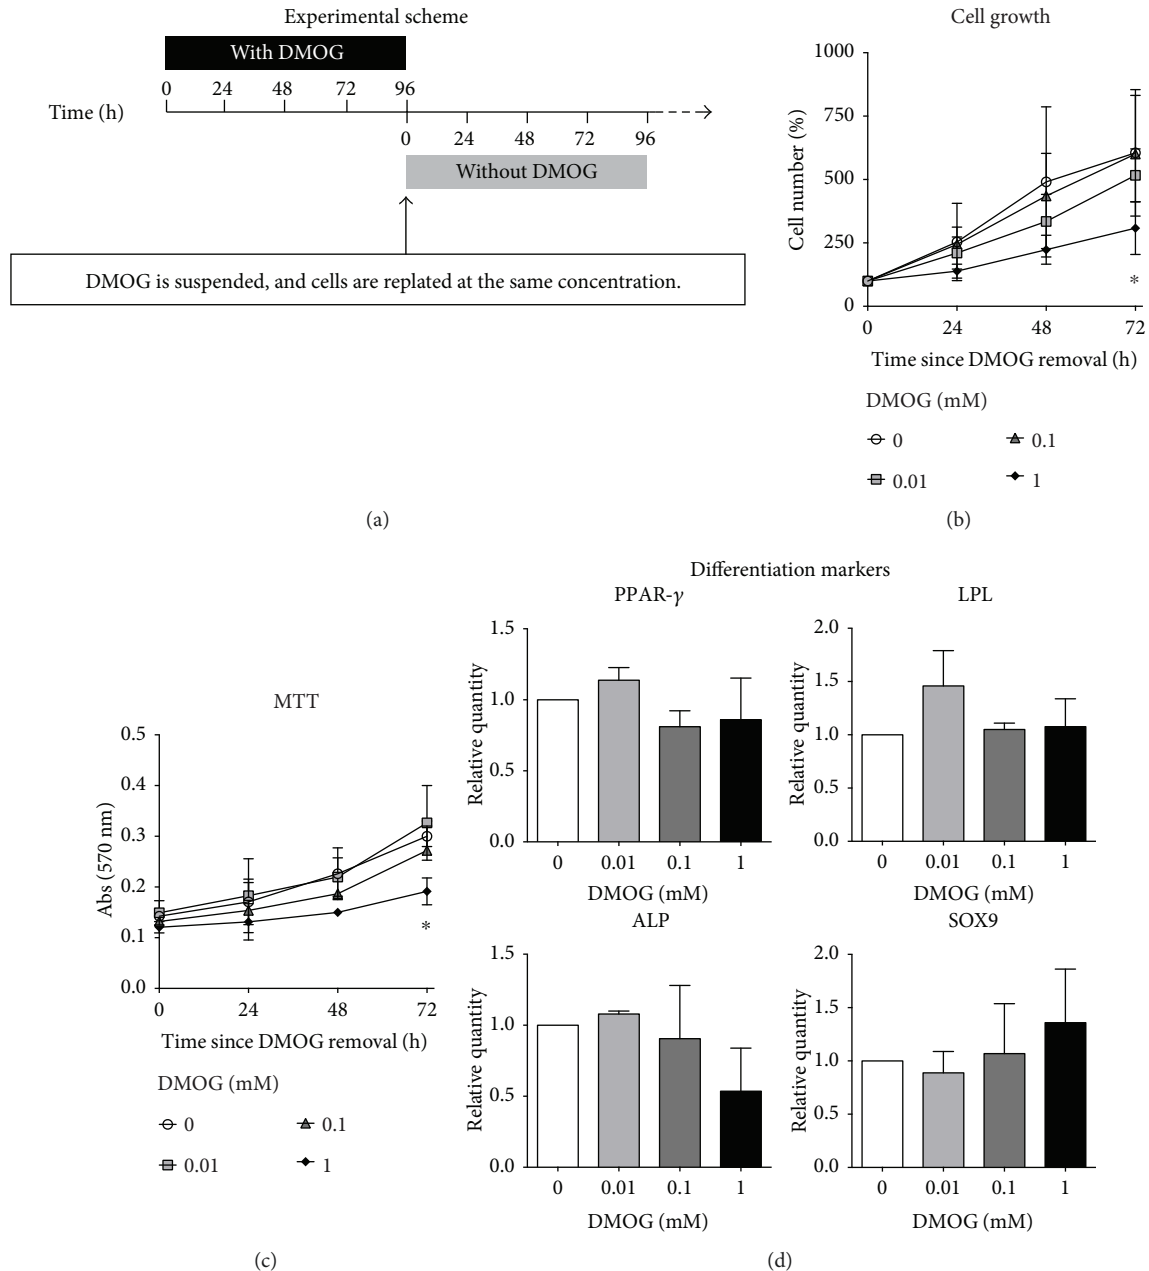 Experimental scheme
With DMOG
0 24 48 72 96
Time (h)
0 24 48 72 96
Without DMOG
DMOG is suspended, and cells are replated at the same concentration.
(a)
Cell growth
1000
750
500
250
0
Cell number (%)
0 24 48 72
*
Time since DMOG removal (h)
DMOG (mM)
0 0.1
0.01 1
(b)
MTT
0.5
0.4
0.3
0.2
0.1
0.0
Abs (570 nm)
*
0 24 48 72
Time since DMOG removal (h)
DMOG (mM)
0 0.1
0.01 1
(c)
Differentiation markers
PPAR-γ
1.5
1.0
0.5
0.0
Relative quantity
0 0.01 0.1 1
DMOG (mM)
LPL
2.0
1.5
1.0
0.5
0.0
Relative quantity
0 0.01 0.1 1
DMOG (mM)
ALP
1.5
1.0
0.5
0.0
Relative quantity
0 0.01 0.1 1
DMOG (mM)
SOX9
2.0
1.5
1.0
0.5
0.0
Relative quantity
0 0.01 0.1 1
DMOG (mM)
(d)